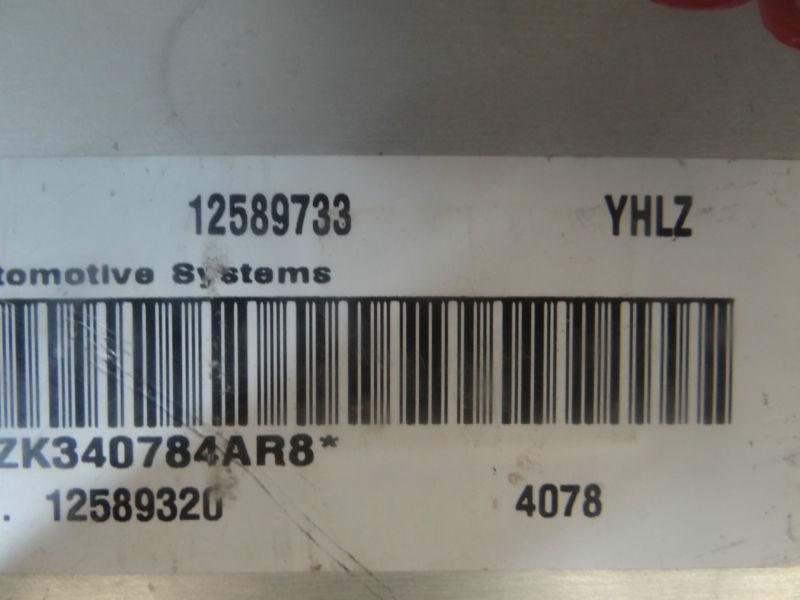 12589733 YHLZ
tomotive Systems
ZK340784AR8*
. 12589320 4078